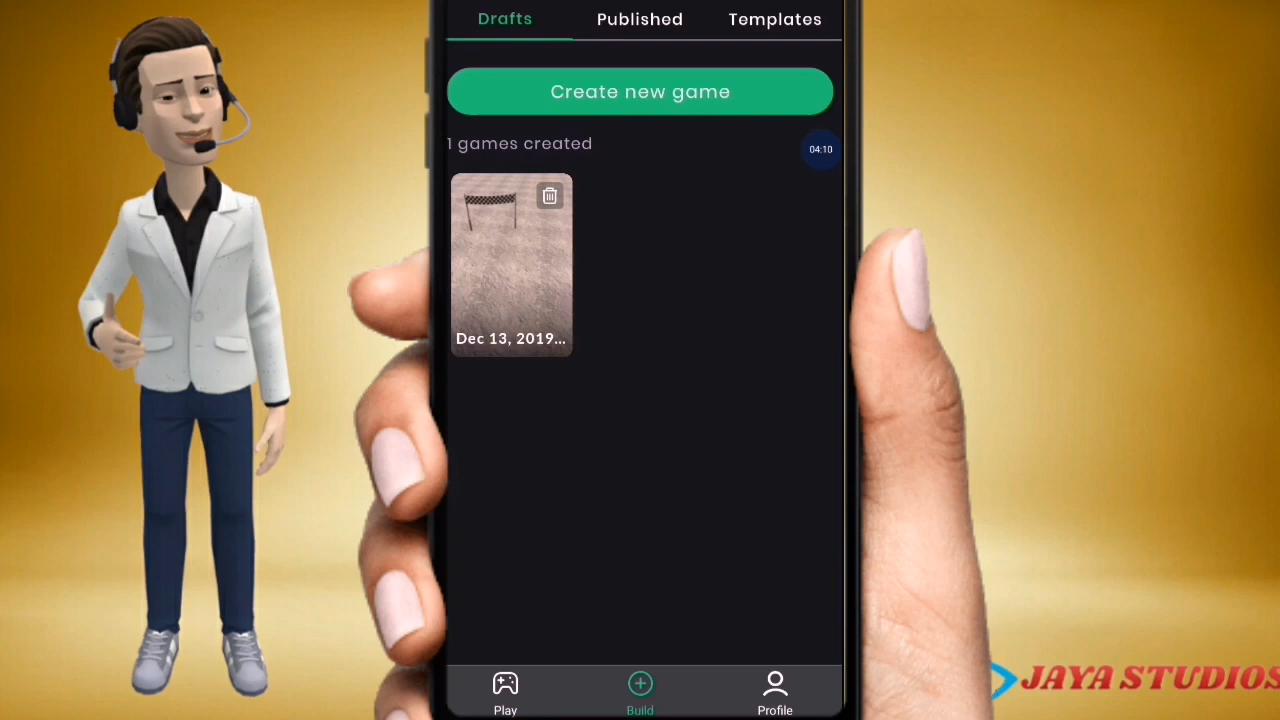 Drafts Published Templates
Create new game
1 games created
04:10
Dec 13, 2019...
Play Build Profile
JAYA STUDIOS